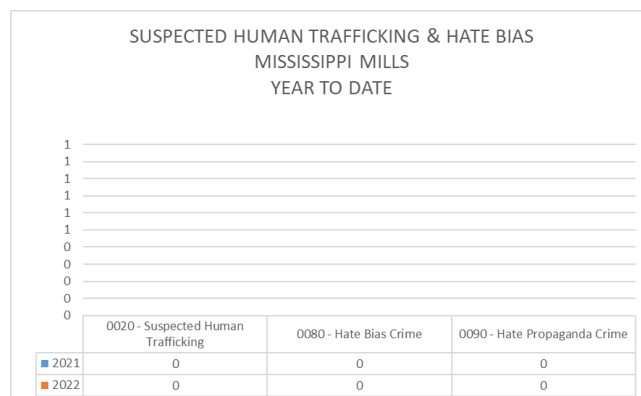 SUSPECTED HUMAN TRAFFICKING & HATE BIAS
MISSISSIPPI MILLS
YEAR TO DATE
1
1
1
1
1
1
0
0
0
0
0
0020 - Suspected Human
Trafficking
0080 - Hate Bias Crime
0090 - Hate Propaganda Crime
2021 0 0 0
2022 0 0 0